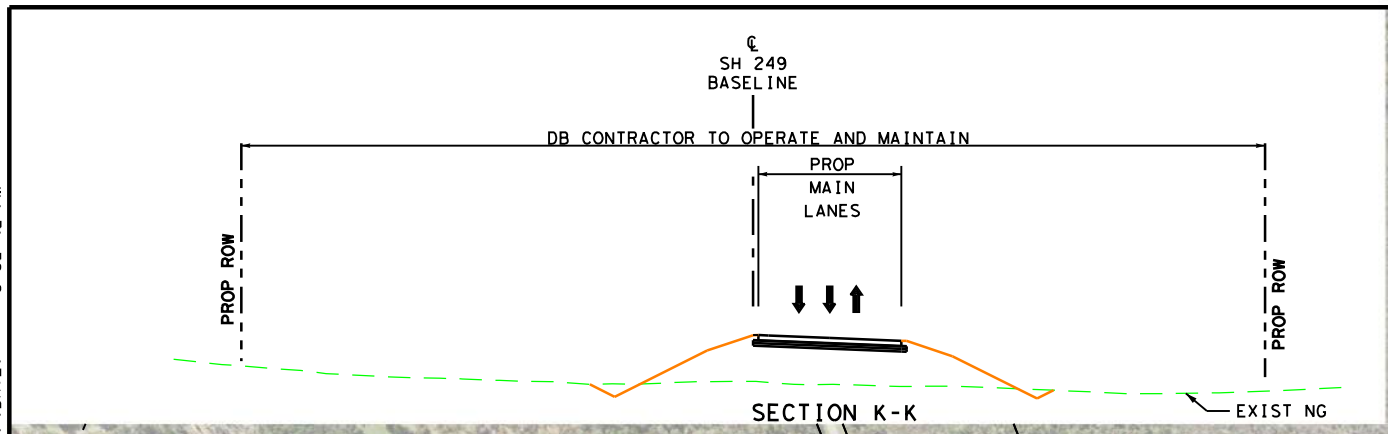 ℄
SH 249
BASELINE
DB CONTRACTOR TO OPERATE AND MAINTAIN
PROP
MAIN
LANES
PROP ROW
PROP ROW
SECTION K-K
EXIST NG